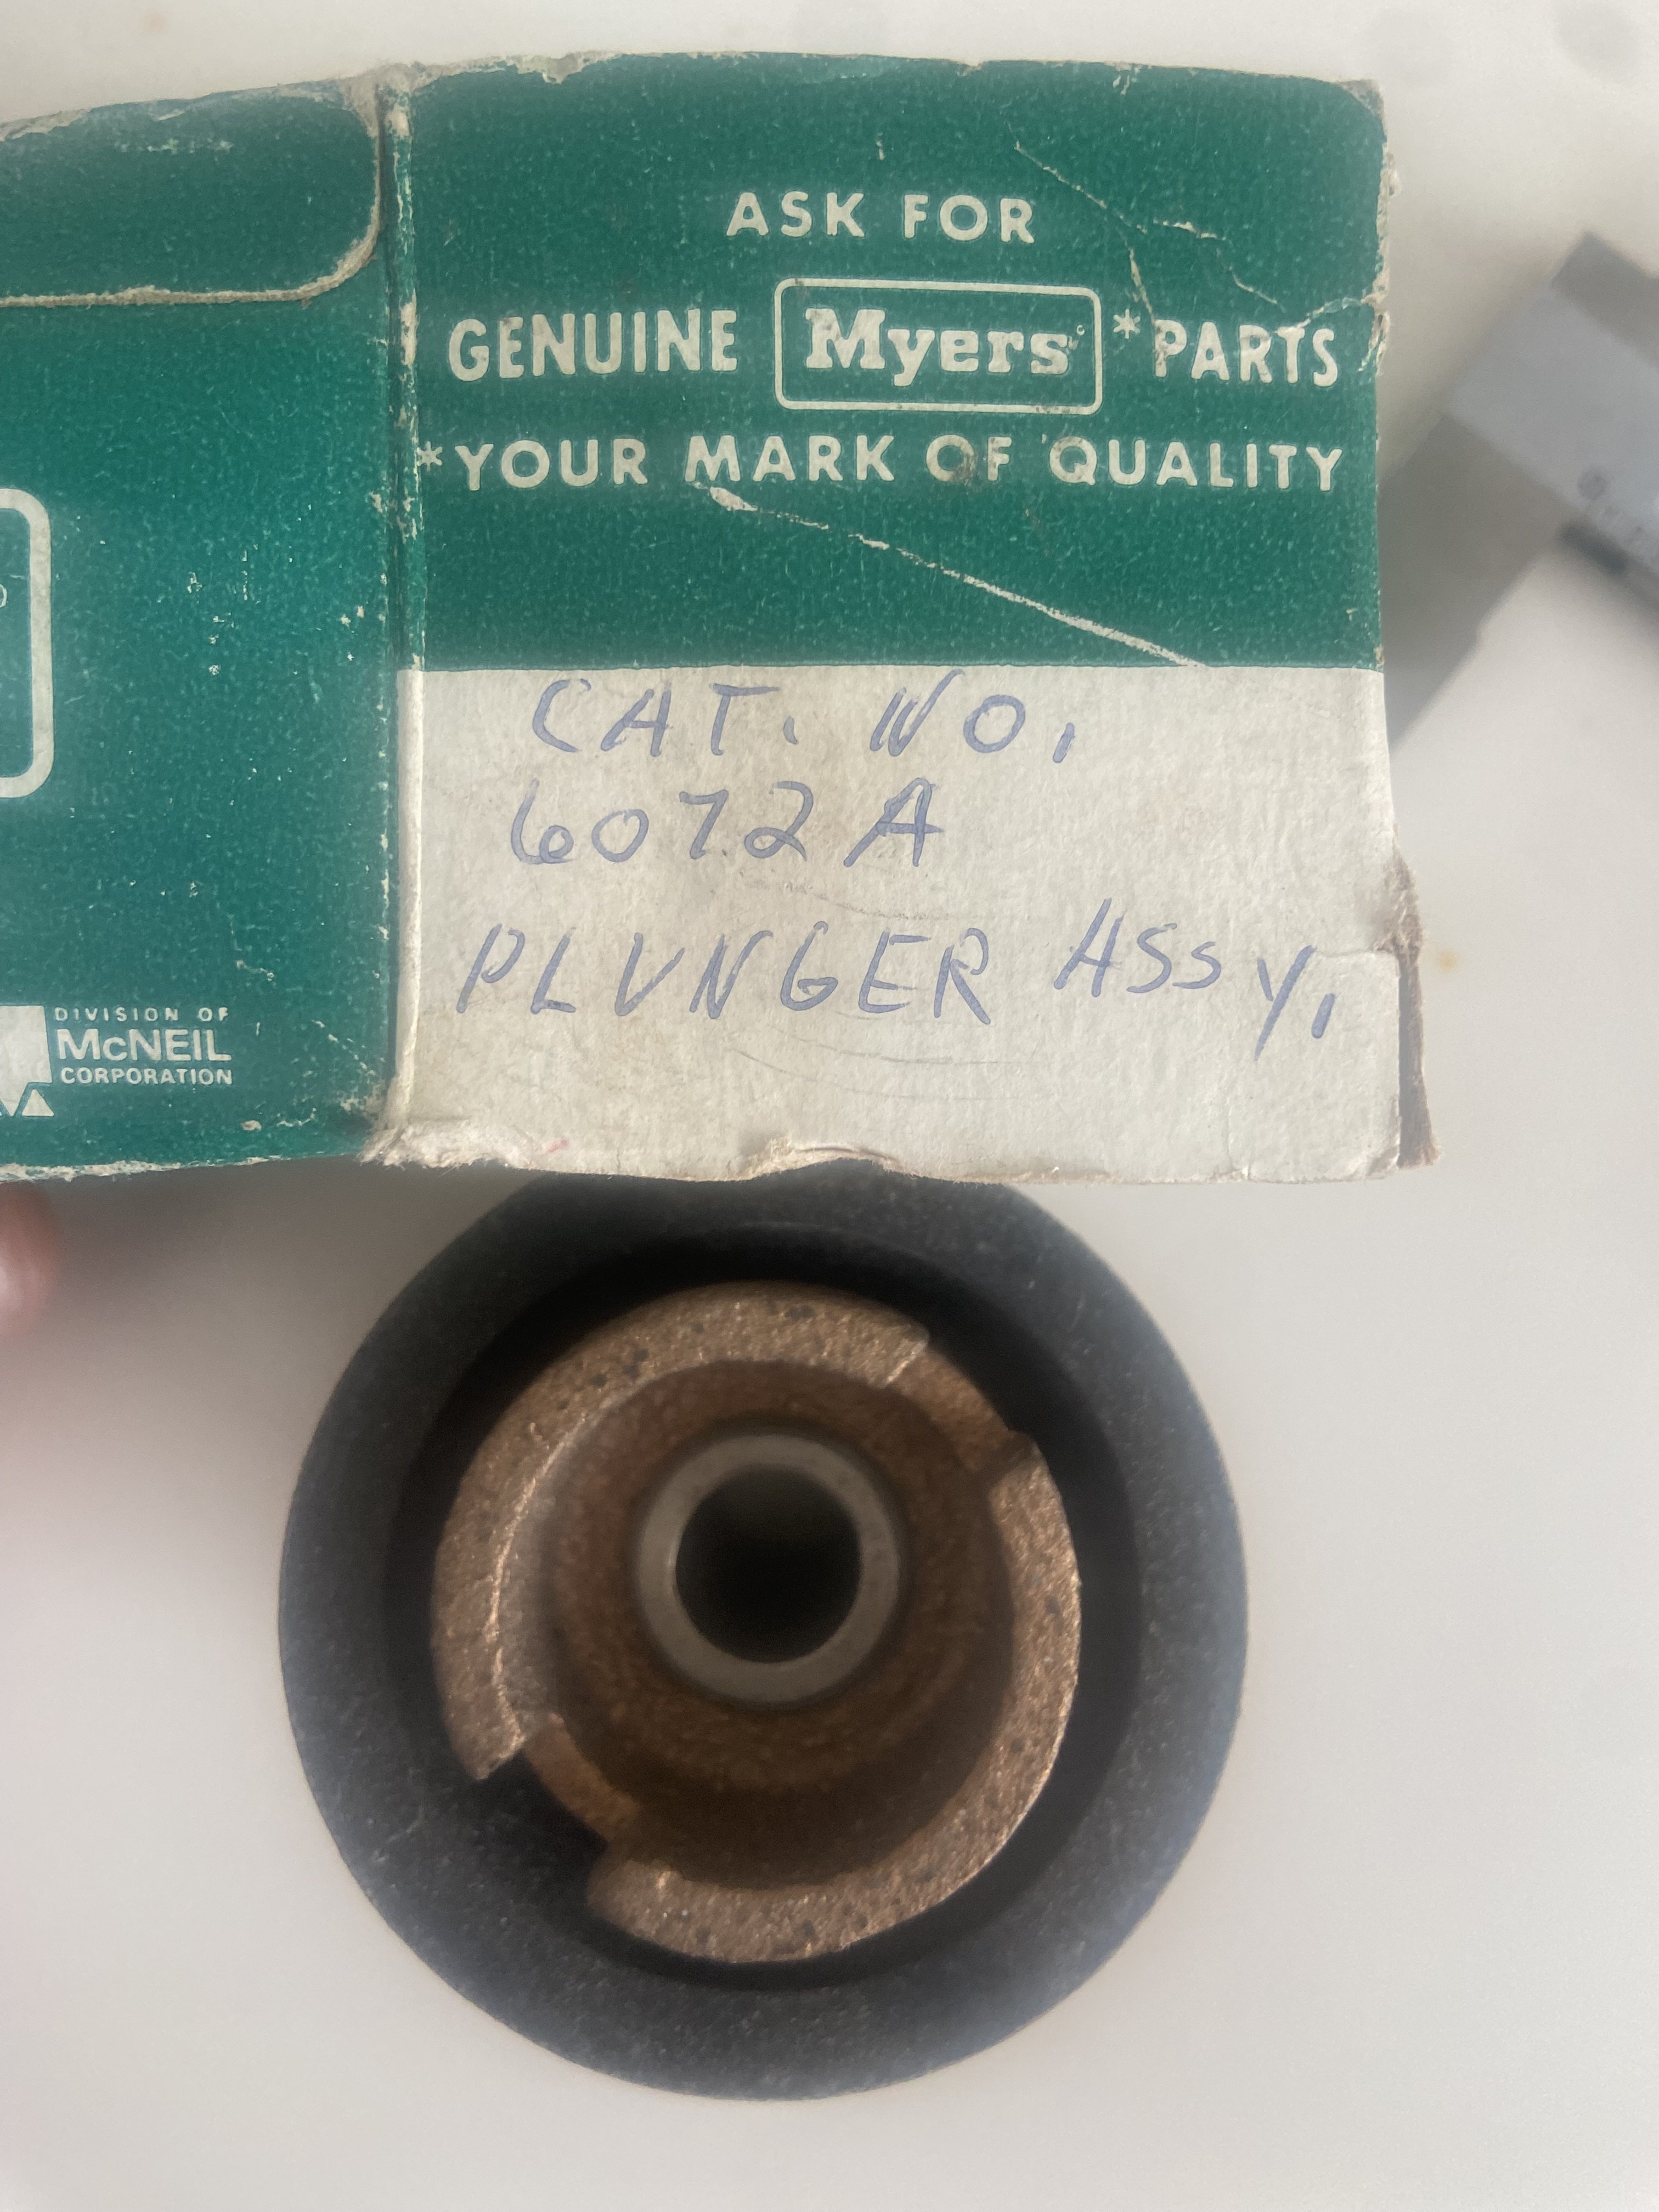 ASK FOR
GENUINE Myers *PARTS
*YOUR MARK OF QUALITY
CAT. NO.
6072A
PLUNGER ASSY.
DIVISION OF
McNEIL
CORPORATION